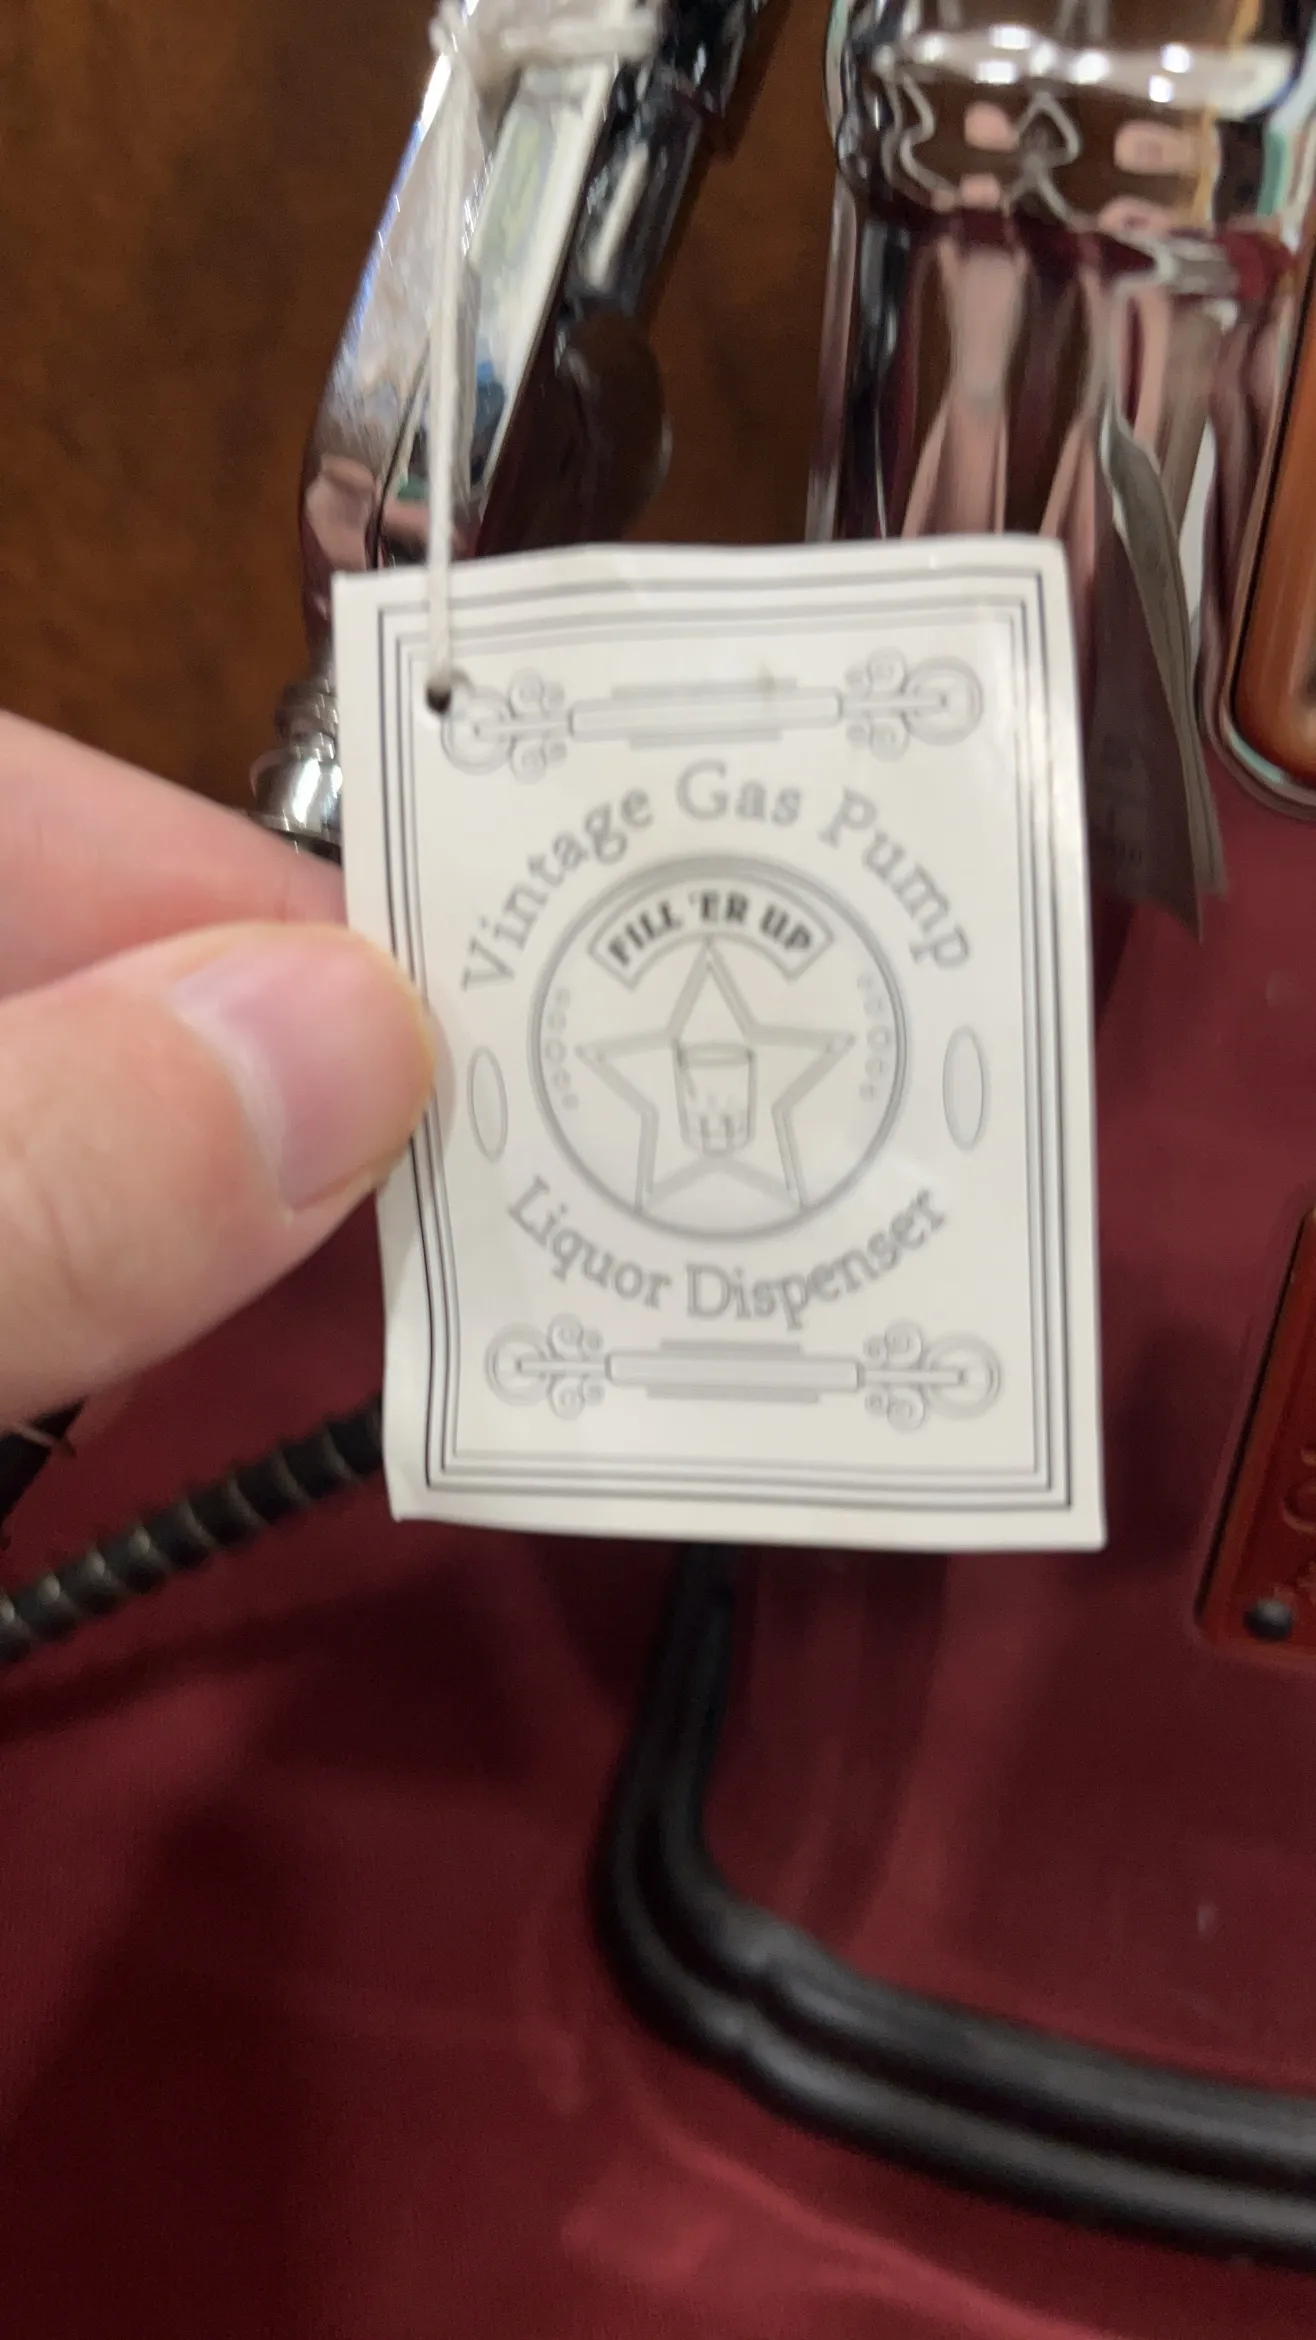 Vintage Gas Pump
FILL 'ER UP
Liquor Dispenser